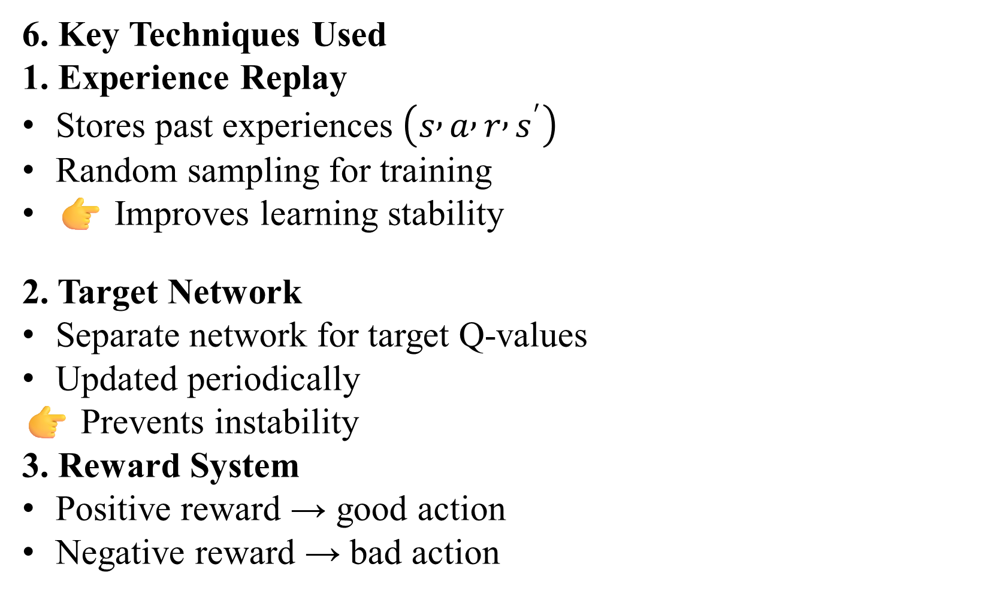 6. Key Techniques Used
1. Experience Replay
• Stores past experiences (s, a, r, s′)
• Random sampling for training
• 👉 Improves learning stability
2. Target Network
• Separate network for target Q-values
• Updated periodically
👉 Prevents instability
3. Reward System
• Positive reward → good action
• Negative reward → bad action